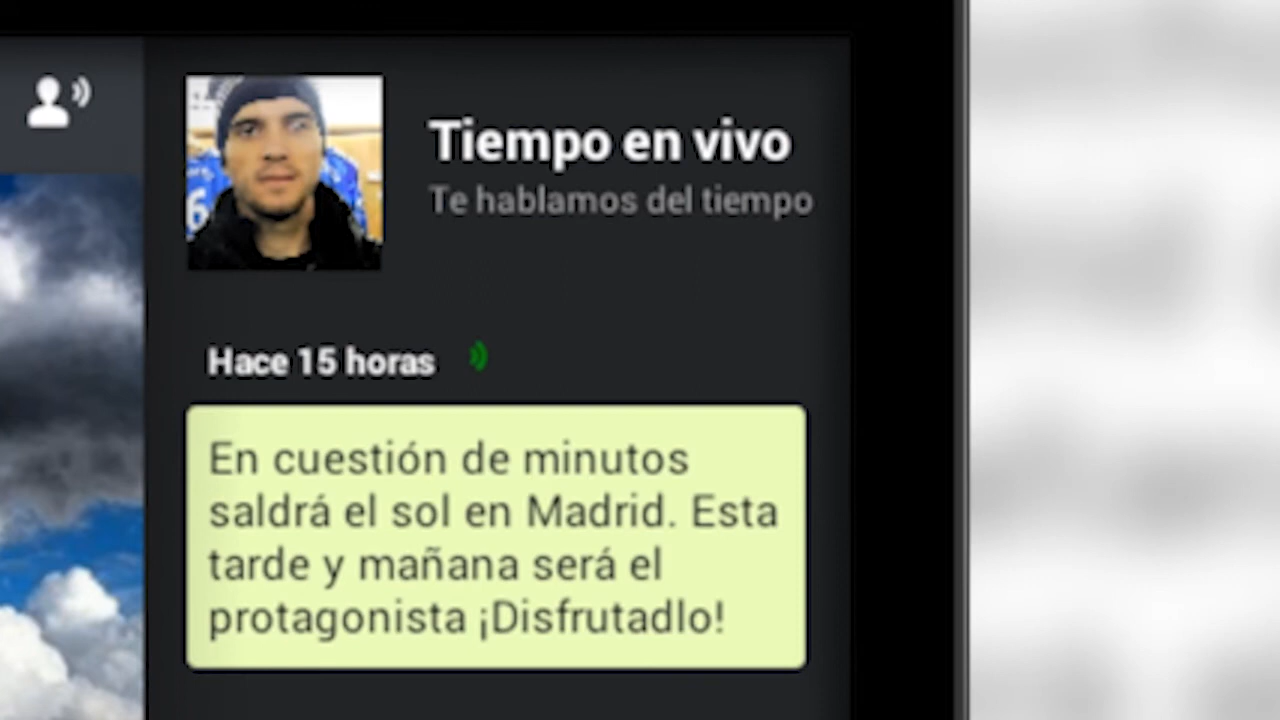 Tiempo en vivo
Te hablamos del tiempo
Hace 15 horas
En cuestión de minutos
saldrá el sol en Madrid. Esta
tarde y mañana será el
protagonista ¡Disfrutadlo!